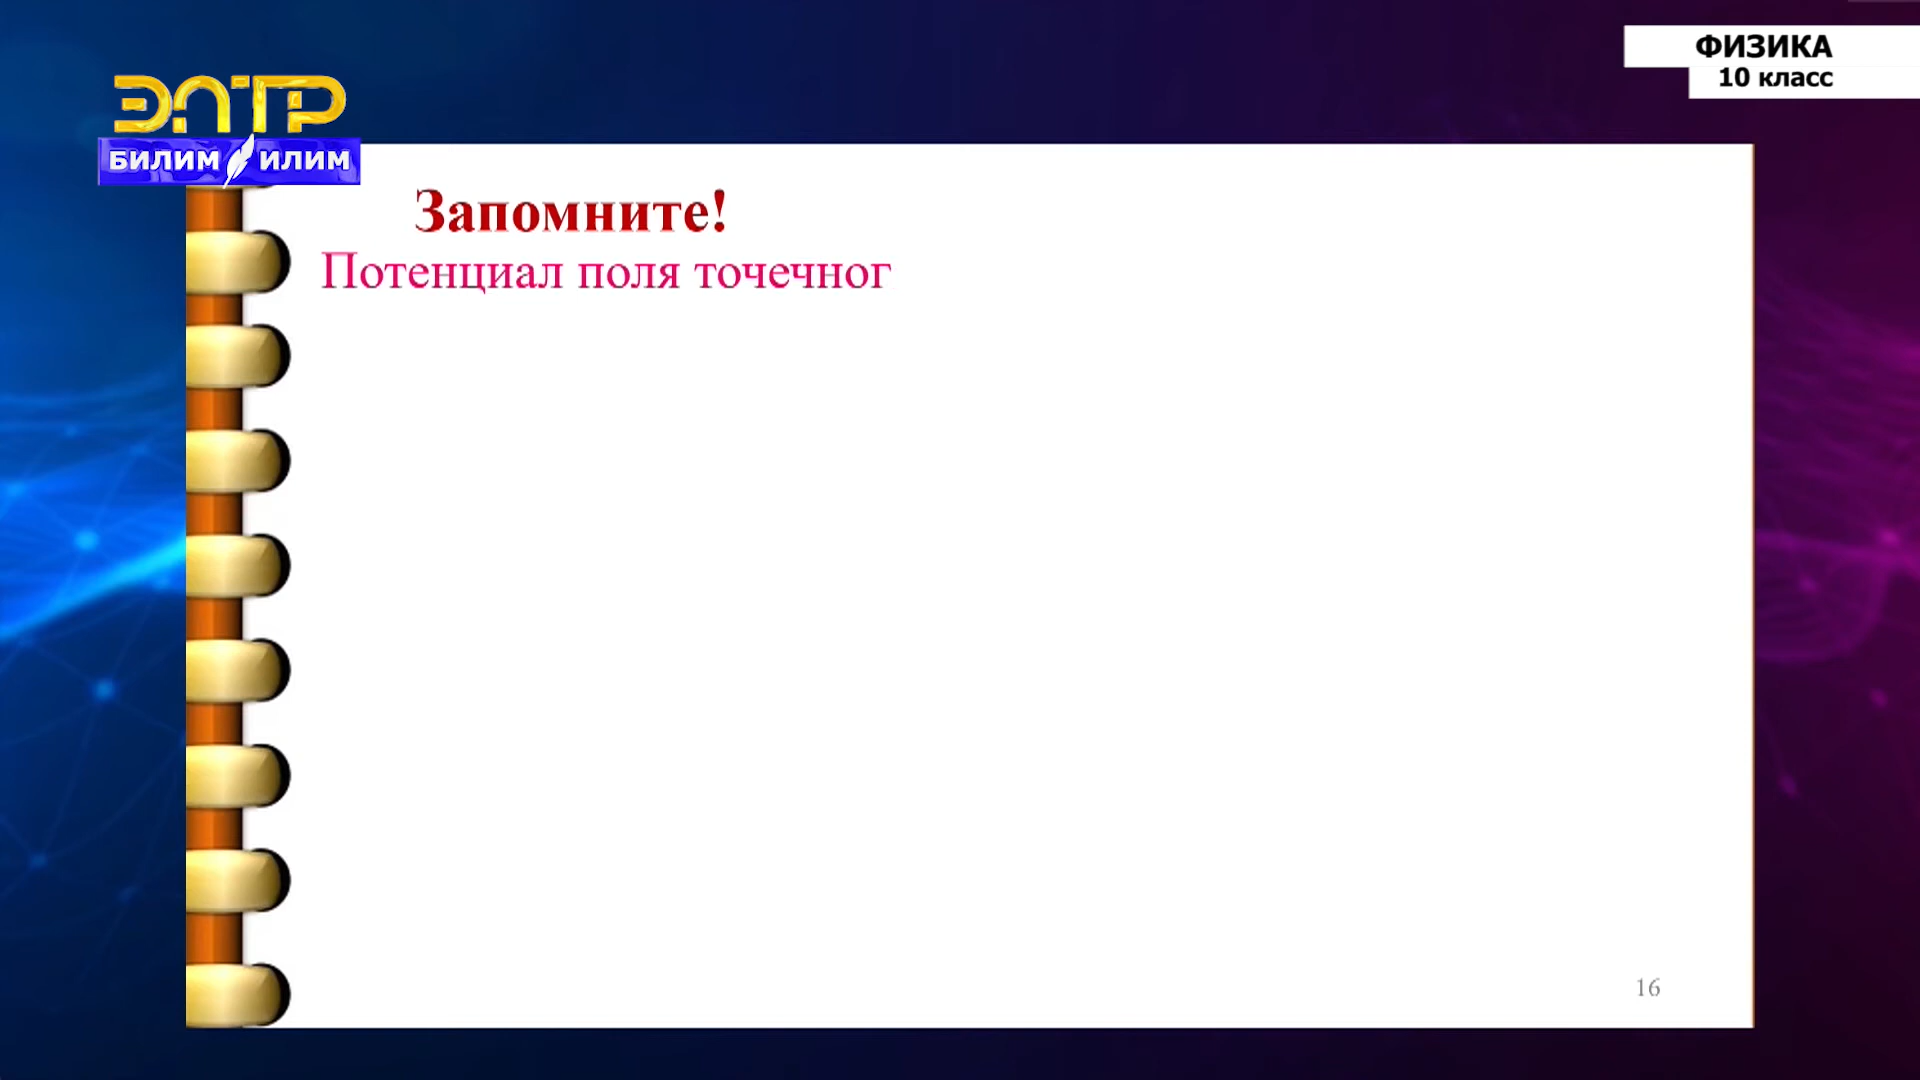 ФИЗИКА
10 класс
ЭЛТР
БИЛИМ ИЛИМ
Запомните!
Потенциал поля точечног
16